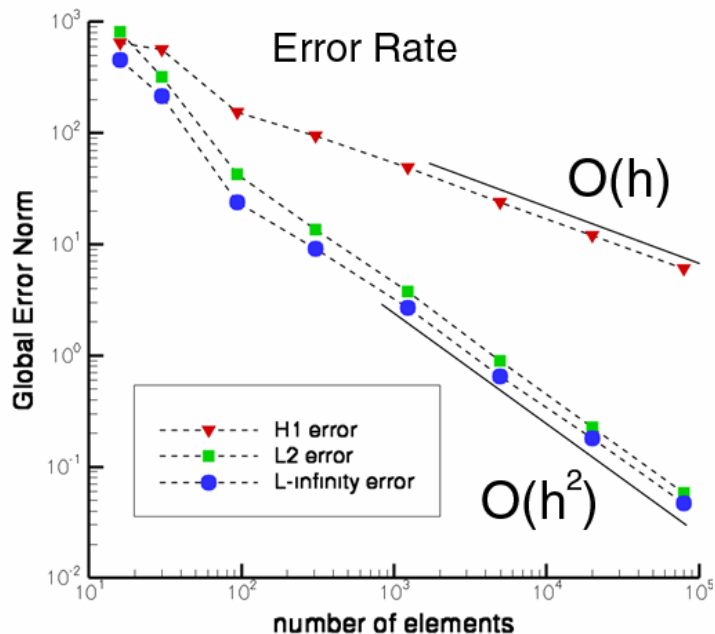 Error Rate
10³
10²
10¹
10⁰
10⁻¹
10⁻²
Global Error Norm
O(h)
O(h²)
H1 error
L2 error
L-infinity error
10¹ 10² 10³ 10⁴ 10⁵
number of elements